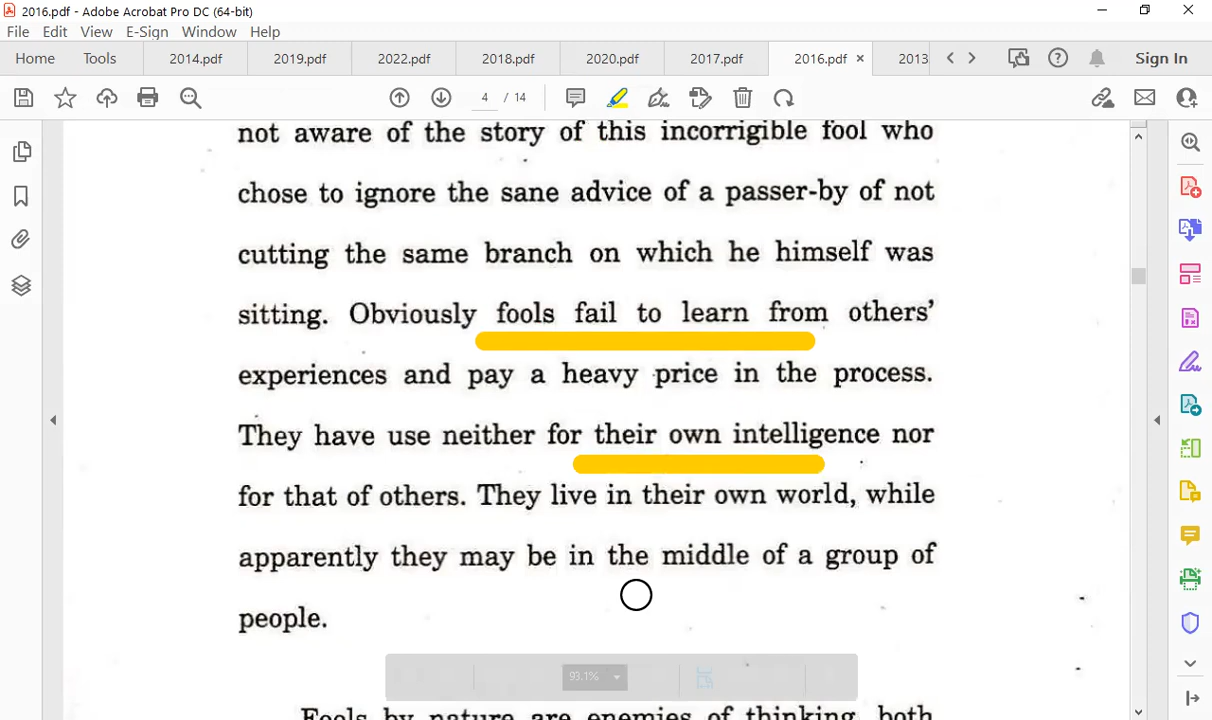 2016.pdf - Adobe Acrobat Pro DC (64-bit)
File Edit View E-Sign Window Help
Home Tools 2014.pdf 2019.pdf 2022.pdf 2018.pdf 2020.pdf 2017.pdf 2016.pdf × 2013 Sign In
4 / 14
not aware of the story of this incorrigible fool who
chose to ignore the sane advice of a passer-by of not
cutting the same branch on which he himself was
sitting. Obviously fools fail to learn from others'
experiences and pay a heavy price in the process.
They have use neither for their own intelligence nor
for that of others. They live in their own world, while
apparently they may be in the middle of a group of
people.
93.1%
Fools by nature are enemies of thinking, both